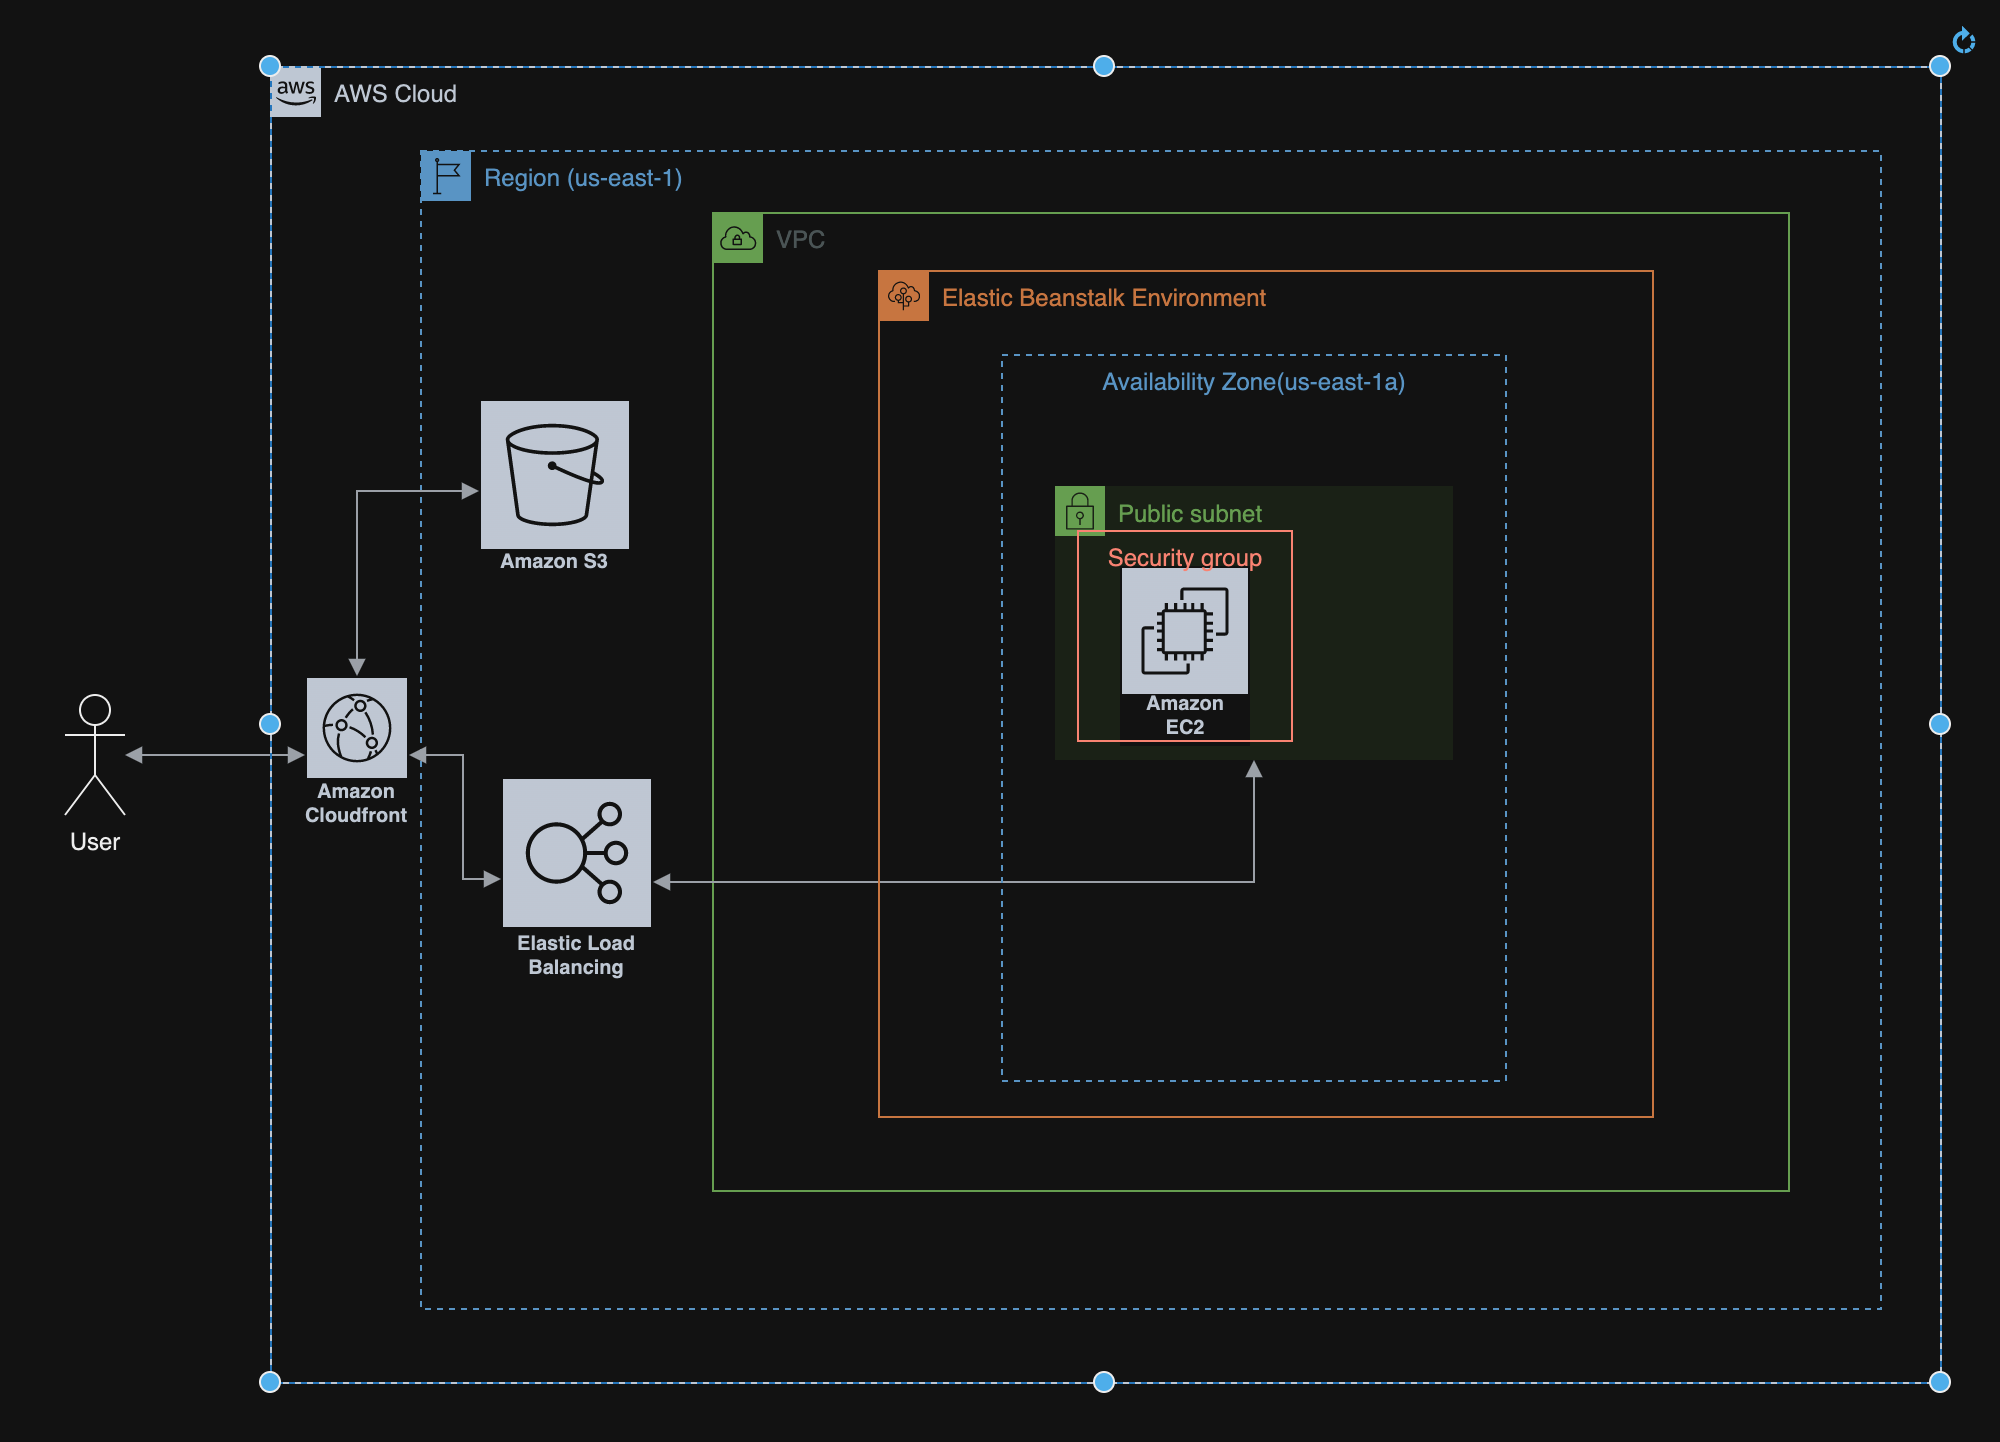 aws
AWS Cloud
Region (us-east-1)
VPC
Elastic Beanstalk Environment
Availability Zone(us-east-1a)
Amazon S3
Public subnet
Security group
Amazon
EC2
User
Amazon
Cloudfront
Elastic Load
Balancing